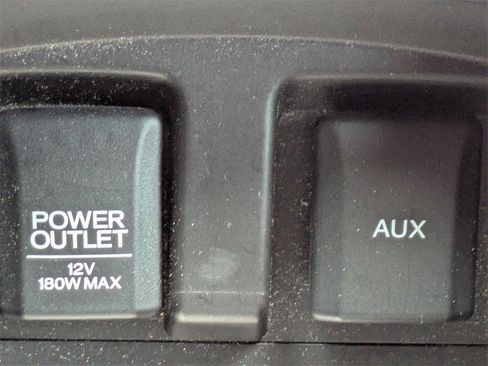 POWER
OUTLET
12V
180W MAX
AUX